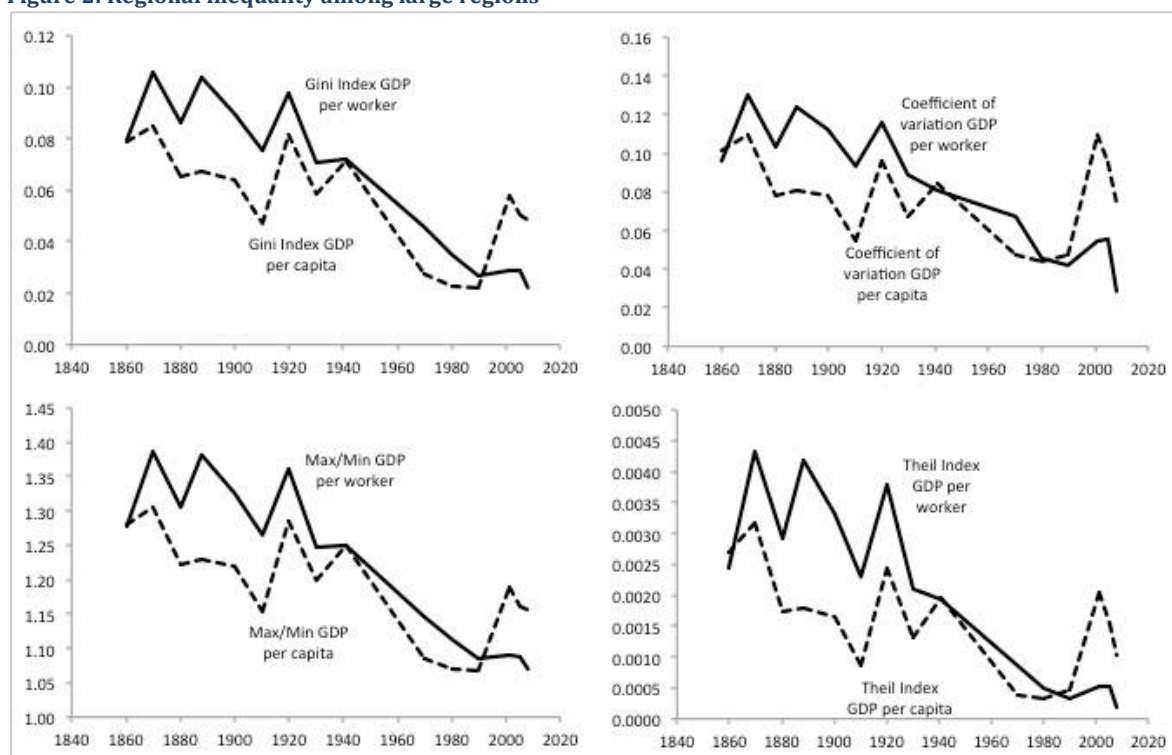 Figure 2: Regional inequality among large regions
0.12
0.10
0.08
0.06
0.04
0.02
0.00
Gini Index GDP
per worker
Gini Index GDP
per capita
1840 1860 1880 1900 1920 1940 1960 1980 2000 2020
0.16
0.14
0.12
0.10
0.08
0.06
0.04
0.02
0.00
Coefficient of
variation GDP
per worker
Coefficient of
variation GDP
per capita
1840 1860 1880 1900 1920 1940 1960 1980 2000 2020
1.45
1.40
1.35
1.30
1.25
1.20
1.15
1.10
1.05
1.00
Max/Min GDP
per worker
Max/Min GDP
per capita
1840 1860 1880 1900 1920 1940 1960 1980 2000 2020
0.0050
0.0045
0.0040
0.0035
0.0030
0.0025
0.0020
0.0015
0.0010
0.0005
0.0000
Theil Index
GDP per
worker
Theil Index
GDP per capita
1840 1860 1880 1900 1920 1940 1960 1980 2000 2020